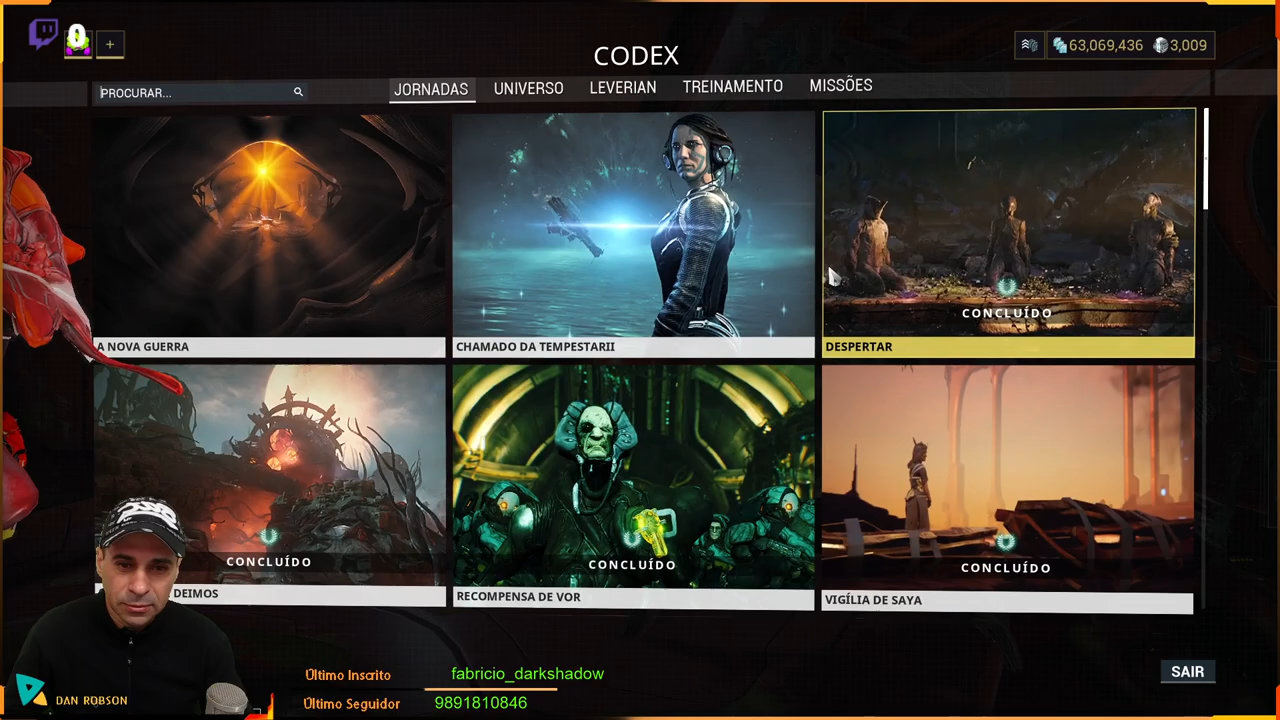 0
+
CODEX
63,069,436
3,009
PROCURAR...
JORNADAS
UNIVERSO
LEVERIAN
TREINAMENTO
MISSÕES
CONCLUÍDO
A NOVA GUERRA
CHAMADO DA TEMPESTARII
DESPERTAR
CONCLUÍDO
CONCLUÍDO
CONCLUÍDO
DEIMOS
RECOMPENSA DE VOR
VIGÍLIA DE SAYA
SAIR
Último Inscrito
fabricio_darkshadow
Último Seguidor
9891810846
DAN ROBSON